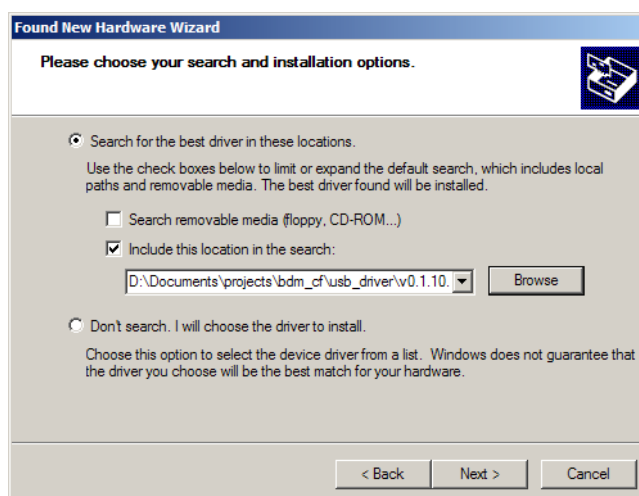 Found New Hardware Wizard
Please choose your search and installation options.
Search for the best driver in these locations.
Use the check boxes below to limit or expand the default search, which includes local
paths and removable media. The best driver found will be installed.
Search removable media (floppy, CD-ROM...)
Include this location in the search:
D:\Documents\projects\bdm_cf\usb_driver\v0.1.10.
Browse
Don't search. I will choose the driver to install.
Choose this option to select the device driver from a list. Windows does not guarantee that
the driver you choose will be the best match for your hardware.
< Back Next > Cancel